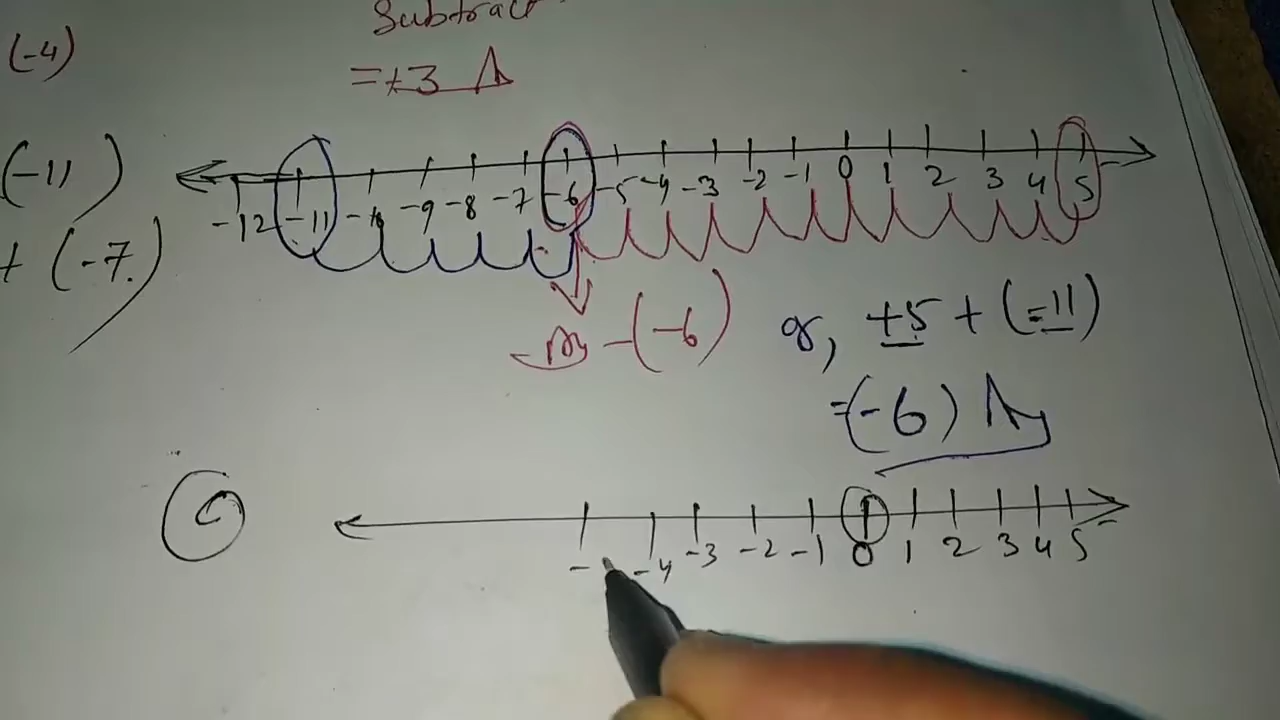 Subtract
(-4)
=+3 A
(-11)
+ (-7)
-12 -11 -10 -9 -8 -7 -6 -5 -4 -3 -2 -1 0 1 2 3 4 5
-(-6)
or, +5 + (-11)
=(-6)
C
- -4 -3 -2 -1 0 1 2 3 4 5